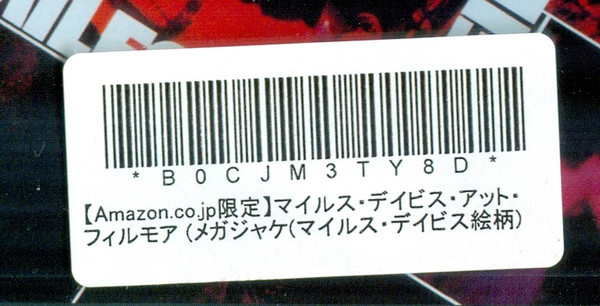 * B 0 C J M 3 T Y 8 D *
【Amazon.co.jp限定】マイルス・デイビス・アット・
フィルモア (メガジャケ(マイルス・デイビス絵柄)